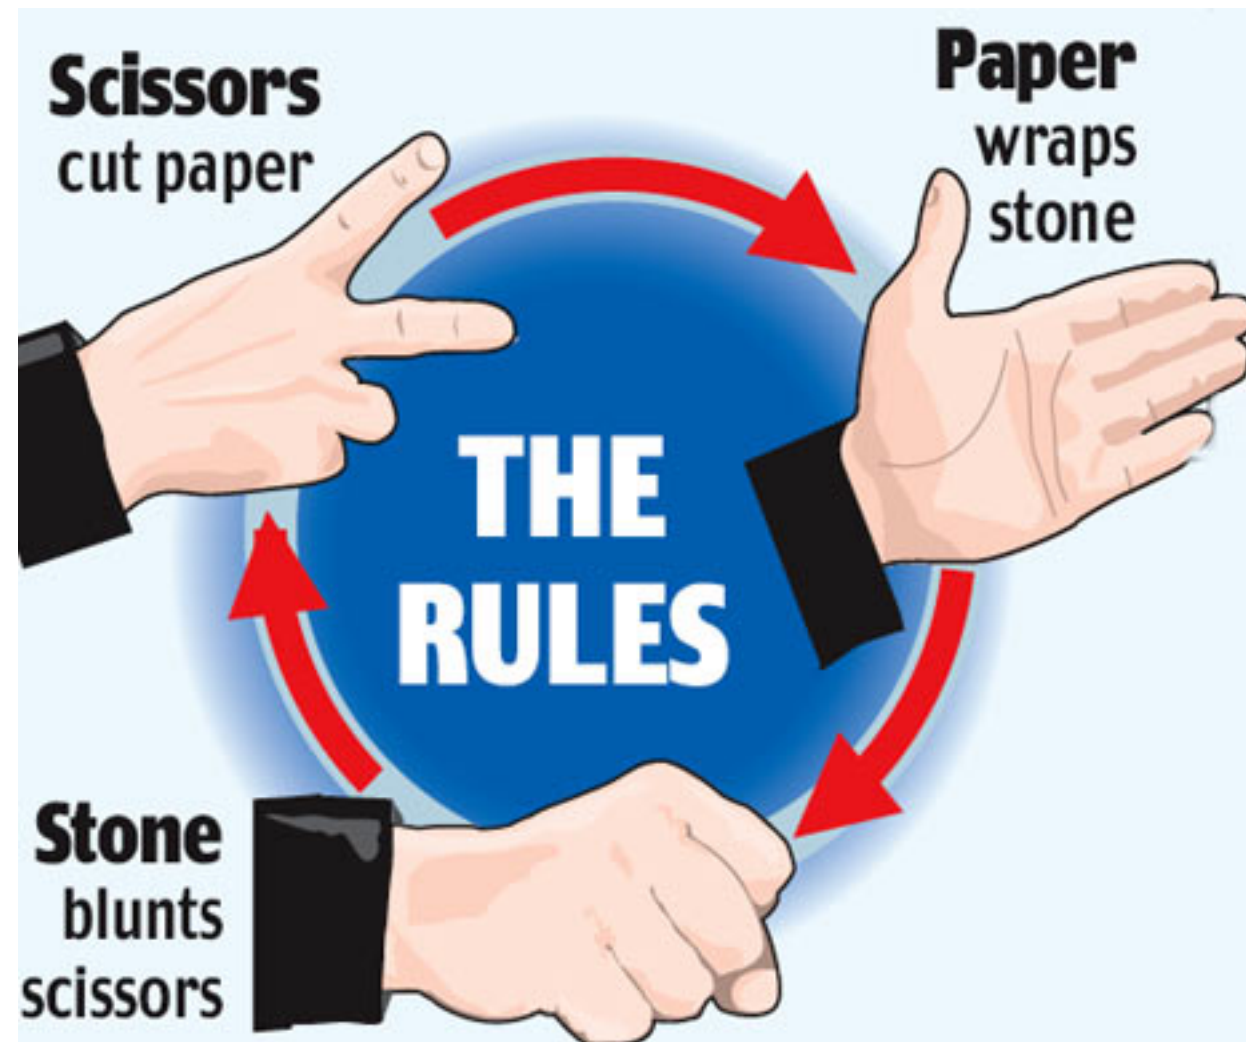 Scissors
cut paper
Paper
wraps
stone
THE
RULES
Stone
blunts
scissors